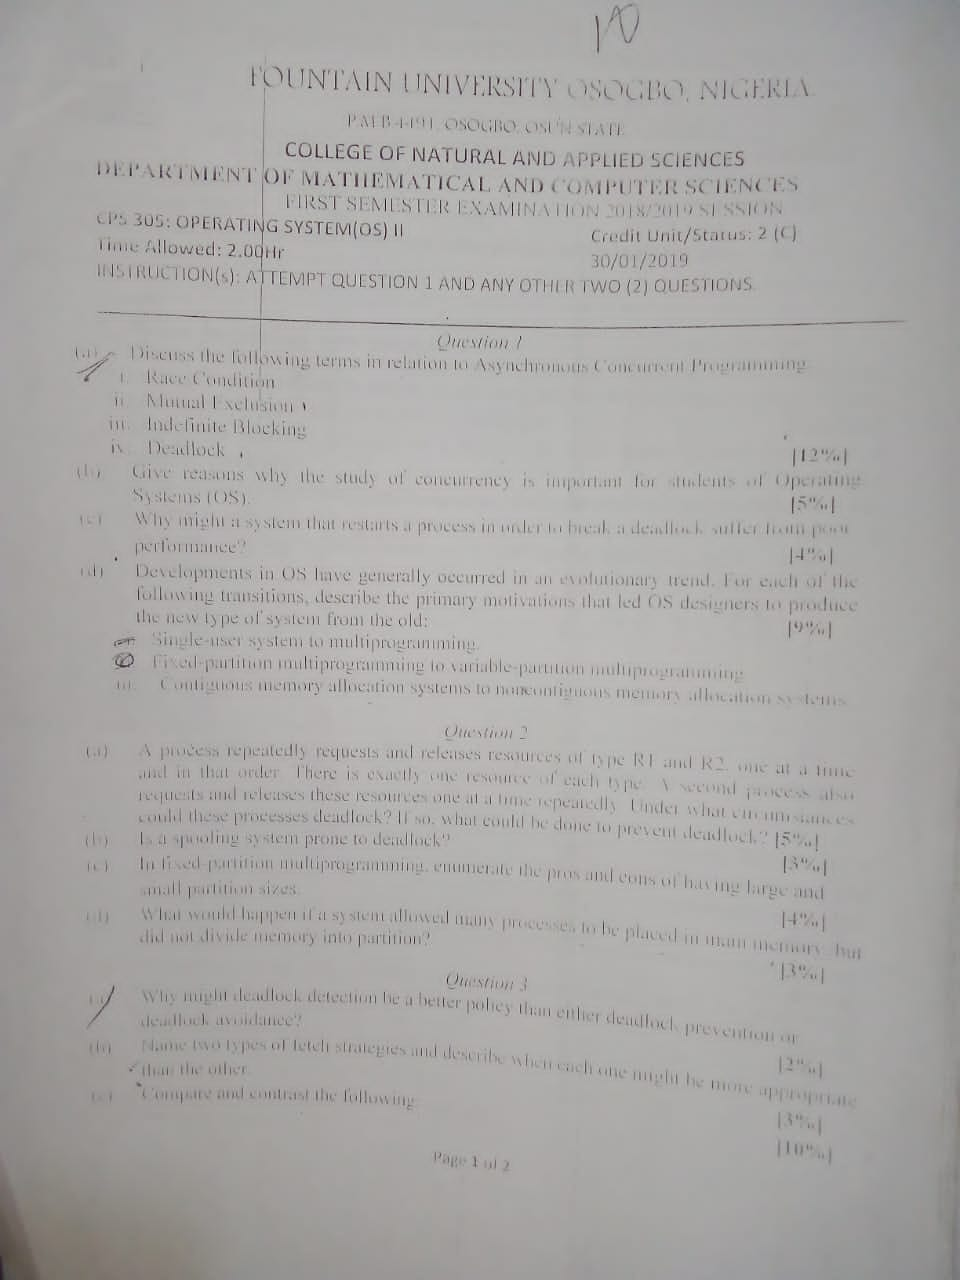 FOUNTAIN UNIVERSITY OSOGBO, NIGERIA
P.M.B 4491, OSOGBO, OSUN STATE
COLLEGE OF NATURAL AND APPLIED SCIENCES
DEPARTMENT OF MATHEMATICAL AND COMPUTER SCIENCES
FIRST SEMESTER EXAMINATION 2018/2019 SESSION
CPS 305: OPERATING SYSTEM(OS) II Credit Unit/Status: 2 (C)
Time Allowed: 2.00Hr 30/01/2019
INSTRUCTION(s): ATTEMPT QUESTION 1 AND ANY OTHER TWO (2) QUESTIONS.
Question 1
(a) Discuss the following terms in relation to Asynchronous Concurrent Programming:
i. Race Condition
ii. Mutual Exclusion
iii. Indefinite Blocking
iv. Deadlock [12%]
(b) Give reasons why the study of concurrency is important for students of Operating
Systems (OS). [5%]
(c) Why might a system that restarts a process in order to break a deadlock suffer from poor
performance? [4%]
(d) Developments in OS have generally occurred in an evolutionary trend. For each of the
following transitions, describe the primary motivations that led OS designers to produce
the new type of system from the old: [9%]
Single-user system to multiprogramming.
Fixed-partition multiprogramming to variable-partition multiprogramming
iii. Contiguous memory allocation systems to noncontiguous memory allocation systems.
Question 2
(a) A process repeatedly requests and releases resources of type R1 and R2, one at a time
and in that order. There is exactly one resource of each type. A second process also
requests and releases these resources one at a time repeatedly. Under what circumstances
could these processes deadlock? If so, what could be done to prevent deadlock? [5%]
(b) Is a spooling system prone to deadlock? [3%]
(c) In fixed-partition multiprogramming, enumerate the pros and cons of having large and
small partition sizes. [4%]
(d) What would happen if a system allowed many processes to be placed in main memory, but
did not divide memory into partition? [3%]
Question 3
(a) Why might deadlock detection be a better policy than either deadlock prevention or
deadlock avoidance? [2%]
(b) Name two types of fetch strategies and describe when each one might be more appropriate
than the other. [3%]
(c) Compare and contrast the following: [10%]
Page 1 of 2